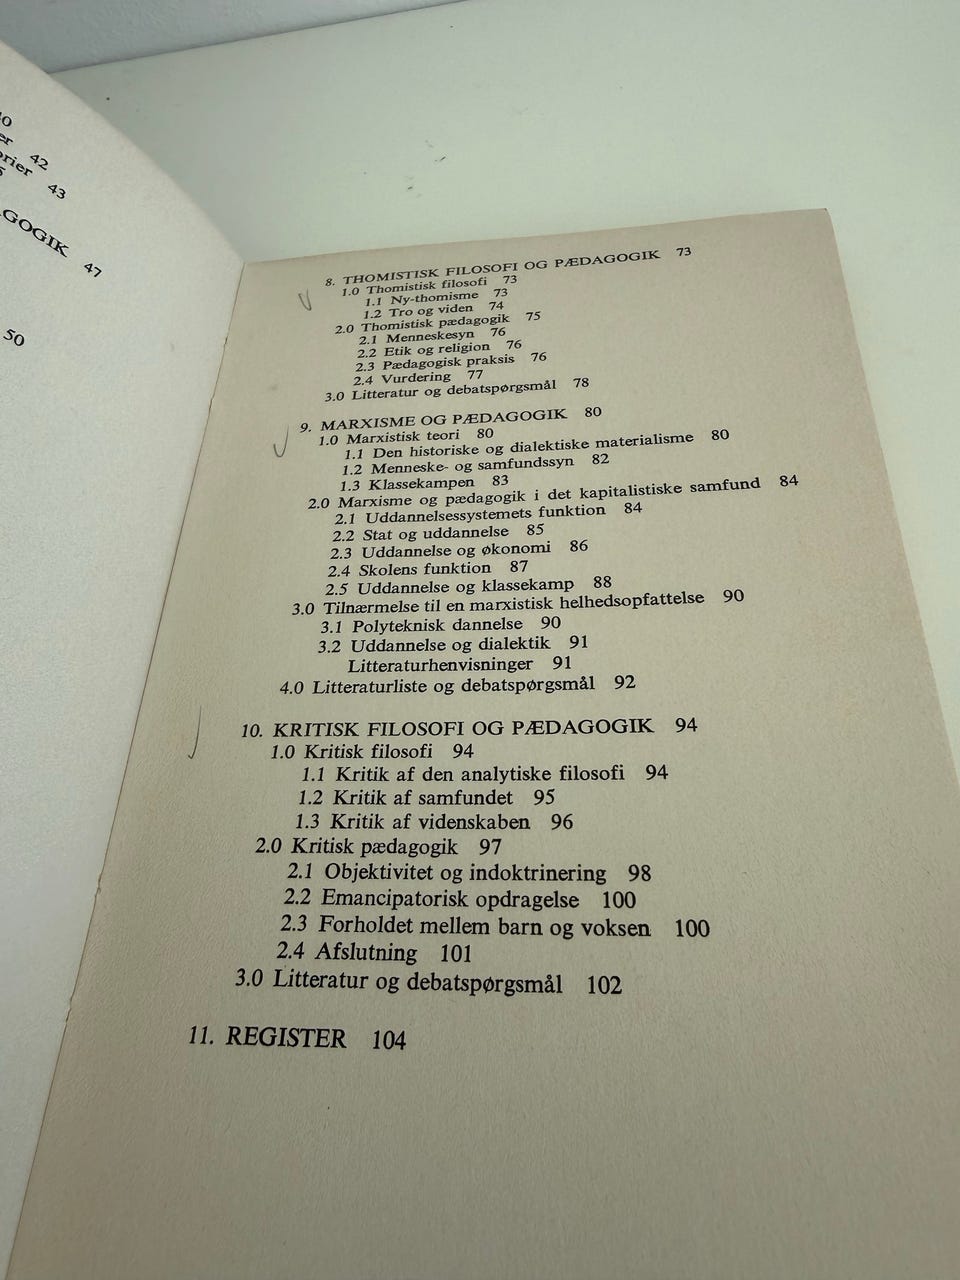 40
er 42
orier 43
5
GOGIK 47
50
8. THOMISTISK FILOSOFI OG PÆDAGOGIK 73
1.0 Thomistisk filosofi 73
1.1 Ny-thomisme 73
1.2 Tro og viden 74
2.0 Thomistisk pædagogik 75
2.1 Menneskesyn 76
2.2 Etik og religion 76
2.3 Pædagogisk praksis 76
2.4 Vurdering 77
3.0 Litteratur og debatspørgsmål 78
9. MARXISME OG PÆDAGOGIK 80
1.0 Marxistisk teori 80
1.1 Den historiske og dialektiske materialisme 80
1.2 Menneske- og samfundssyn 82
1.3 Klassekampen 83
2.0 Marxisme og pædagogik i det kapitalistiske samfund 84
2.1 Uddannelsessystemets funktion 84
2.2 Stat og uddannelse 85
2.3 Uddannelse og økonomi 86
2.4 Skolens funktion 87
2.5 Uddannelse og klassekamp 88
3.0 Tilnærmelse til en marxistisk helhedsopfattelse 90
3.1 Polyteknisk dannelse 90
3.2 Uddannelse og dialektik 91
Litteraturhenvisninger 91
4.0 Litteraturliste og debatspørgsmål 92
10. KRITISK FILOSOFI OG PÆDAGOGIK 94
1.0 Kritisk filosofi 94
1.1 Kritik af den analytiske filosofi 94
1.2 Kritik af samfundet 95
1.3 Kritik af videnskaben 96
2.0 Kritisk pædagogik 97
2.1 Objektivitet og indoktrinering 98
2.2 Emancipatorisk opdragelse 100
2.3 Forholdet mellem barn og voksen 100
2.4 Afslutning 101
3.0 Litteratur og debatspørgsmål 102
11. REGISTER 104